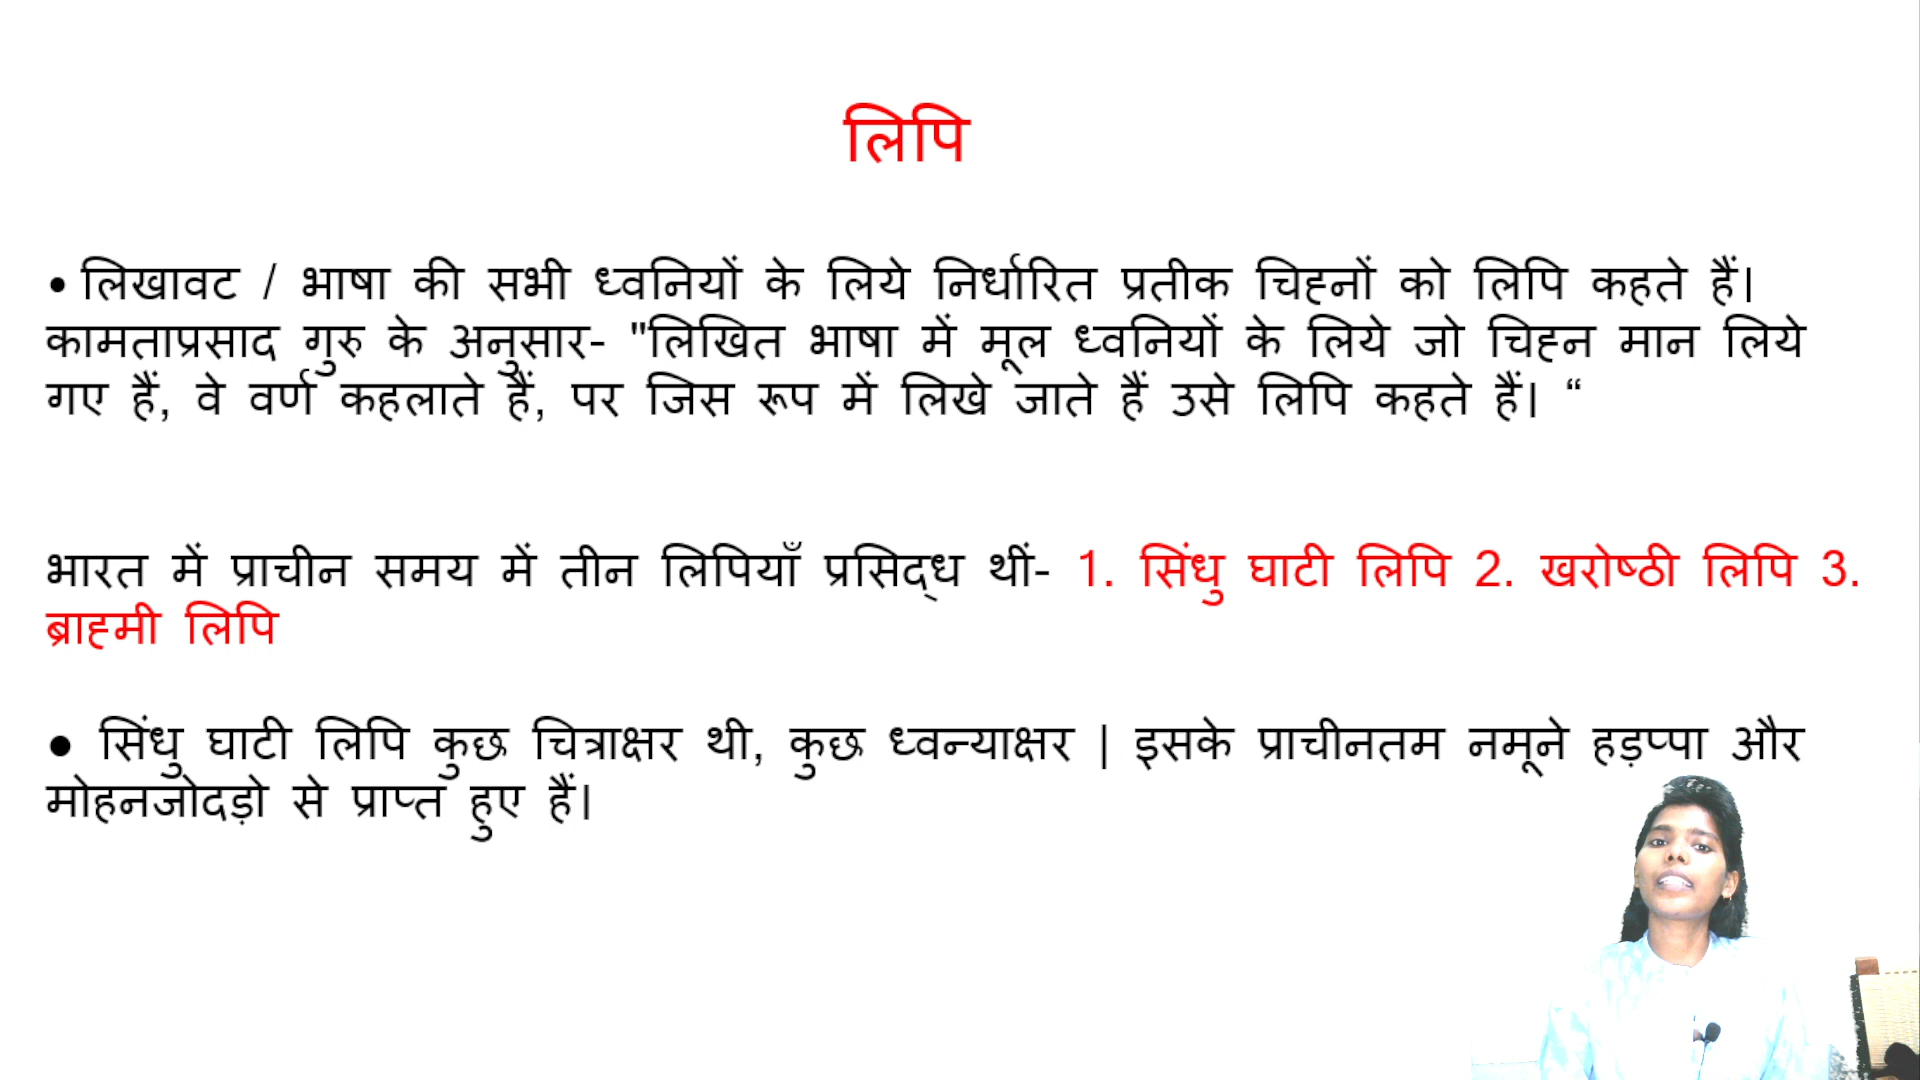 लिपि
• लिखावट / भाषा की सभी ध्वनियों के लिये निर्धारित प्रतीक चिह्नों को लिपि कहते हैं।
कामताप्रसाद गुरु के अनुसार- "लिखित भाषा में मूल ध्वनियों के लिये जो चिह्न मान लिये
गए हैं, वे वर्ण कहलाते हैं, पर जिस रूप में लिखे जाते हैं उसे लिपि कहते हैं। “
भारत में प्राचीन समय में तीन लिपियाँ प्रसिद्ध थीं- 1. सिंधु घाटी लिपि 2. खरोष्ठी लिपि 3.
ब्राह्मी लिपि
● सिंधु घाटी लिपि कुछ चित्राक्षर थी, कुछ ध्वन्याक्षर | इसके प्राचीनतम नमूने हड़प्पा और
मोहनजोदड़ो से प्राप्त हुए हैं।